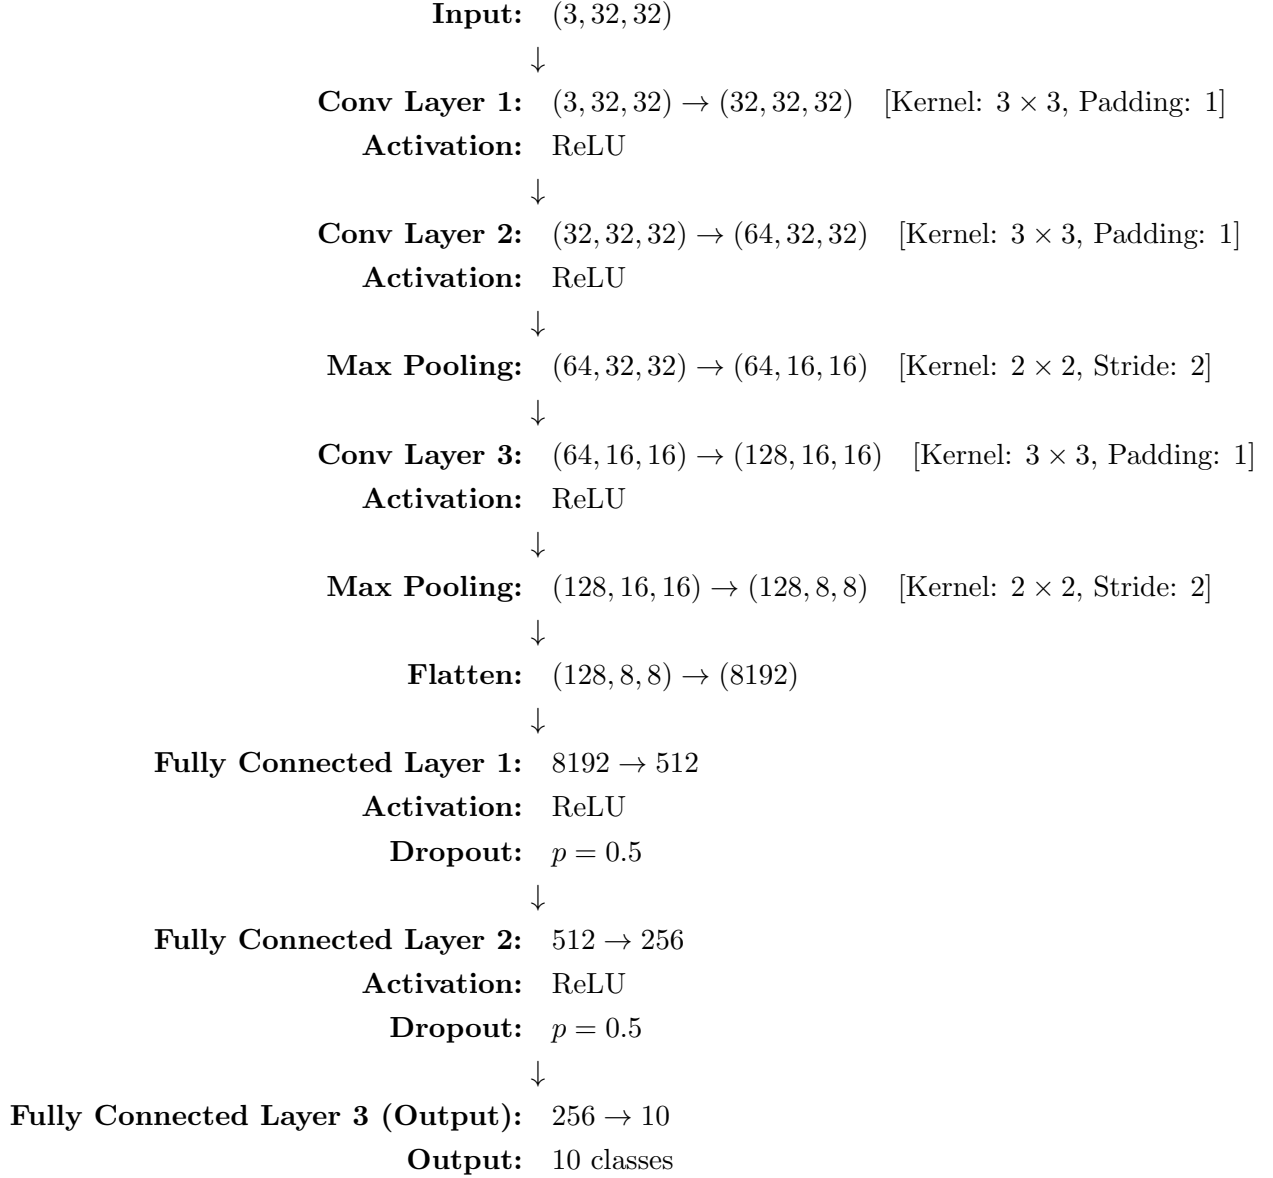 Input: (3, 32, 32)
↓
Conv Layer 1: (3, 32, 32) → (32, 32, 32) [Kernel: 3 × 3, Padding: 1]
Activation: ReLU
↓
Conv Layer 2: (32, 32, 32) → (64, 32, 32) [Kernel: 3 × 3, Padding: 1]
Activation: ReLU
↓
Max Pooling: (64, 32, 32) → (64, 16, 16) [Kernel: 2 × 2, Stride: 2]
↓
Conv Layer 3: (64, 16, 16) → (128, 16, 16) [Kernel: 3 × 3, Padding: 1]
Activation: ReLU
↓
Max Pooling: (128, 16, 16) → (128, 8, 8) [Kernel: 2 × 2, Stride: 2]
↓
Flatten: (128, 8, 8) → (8192)
↓
Fully Connected Layer 1: 8192 → 512
Activation: ReLU
Dropout: p = 0.5
↓
Fully Connected Layer 2: 512 → 256
Activation: ReLU
Dropout: p = 0.5
↓
Fully Connected Layer 3 (Output): 256 → 10
Output: 10 classes